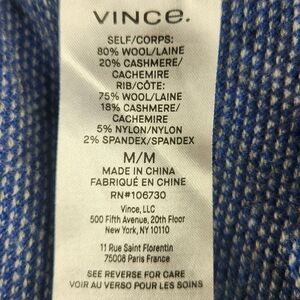 VINCE.
SELF/CORPS:
80% WOOL/LAINE
20% CASHMERE/
CACHEMIRE
RIB/CÔTE:
75% WOOL/LAINE
18% CASHMERE/
CACHEMIRE
5% NYLON/NYLON
2% SPANDEX/SPANDEX
M/M
MADE IN CHINA
FABRIQUÉ EN CHINE
RN#106730
Vince, LLC
500 Fifth Avenue, 20th Floor
New York, NY 10110
11 Rue Saint Florentin
75008 Paris France
SEE REVERSE FOR CARE
VOIR AU VERSO POUR LES SOINS